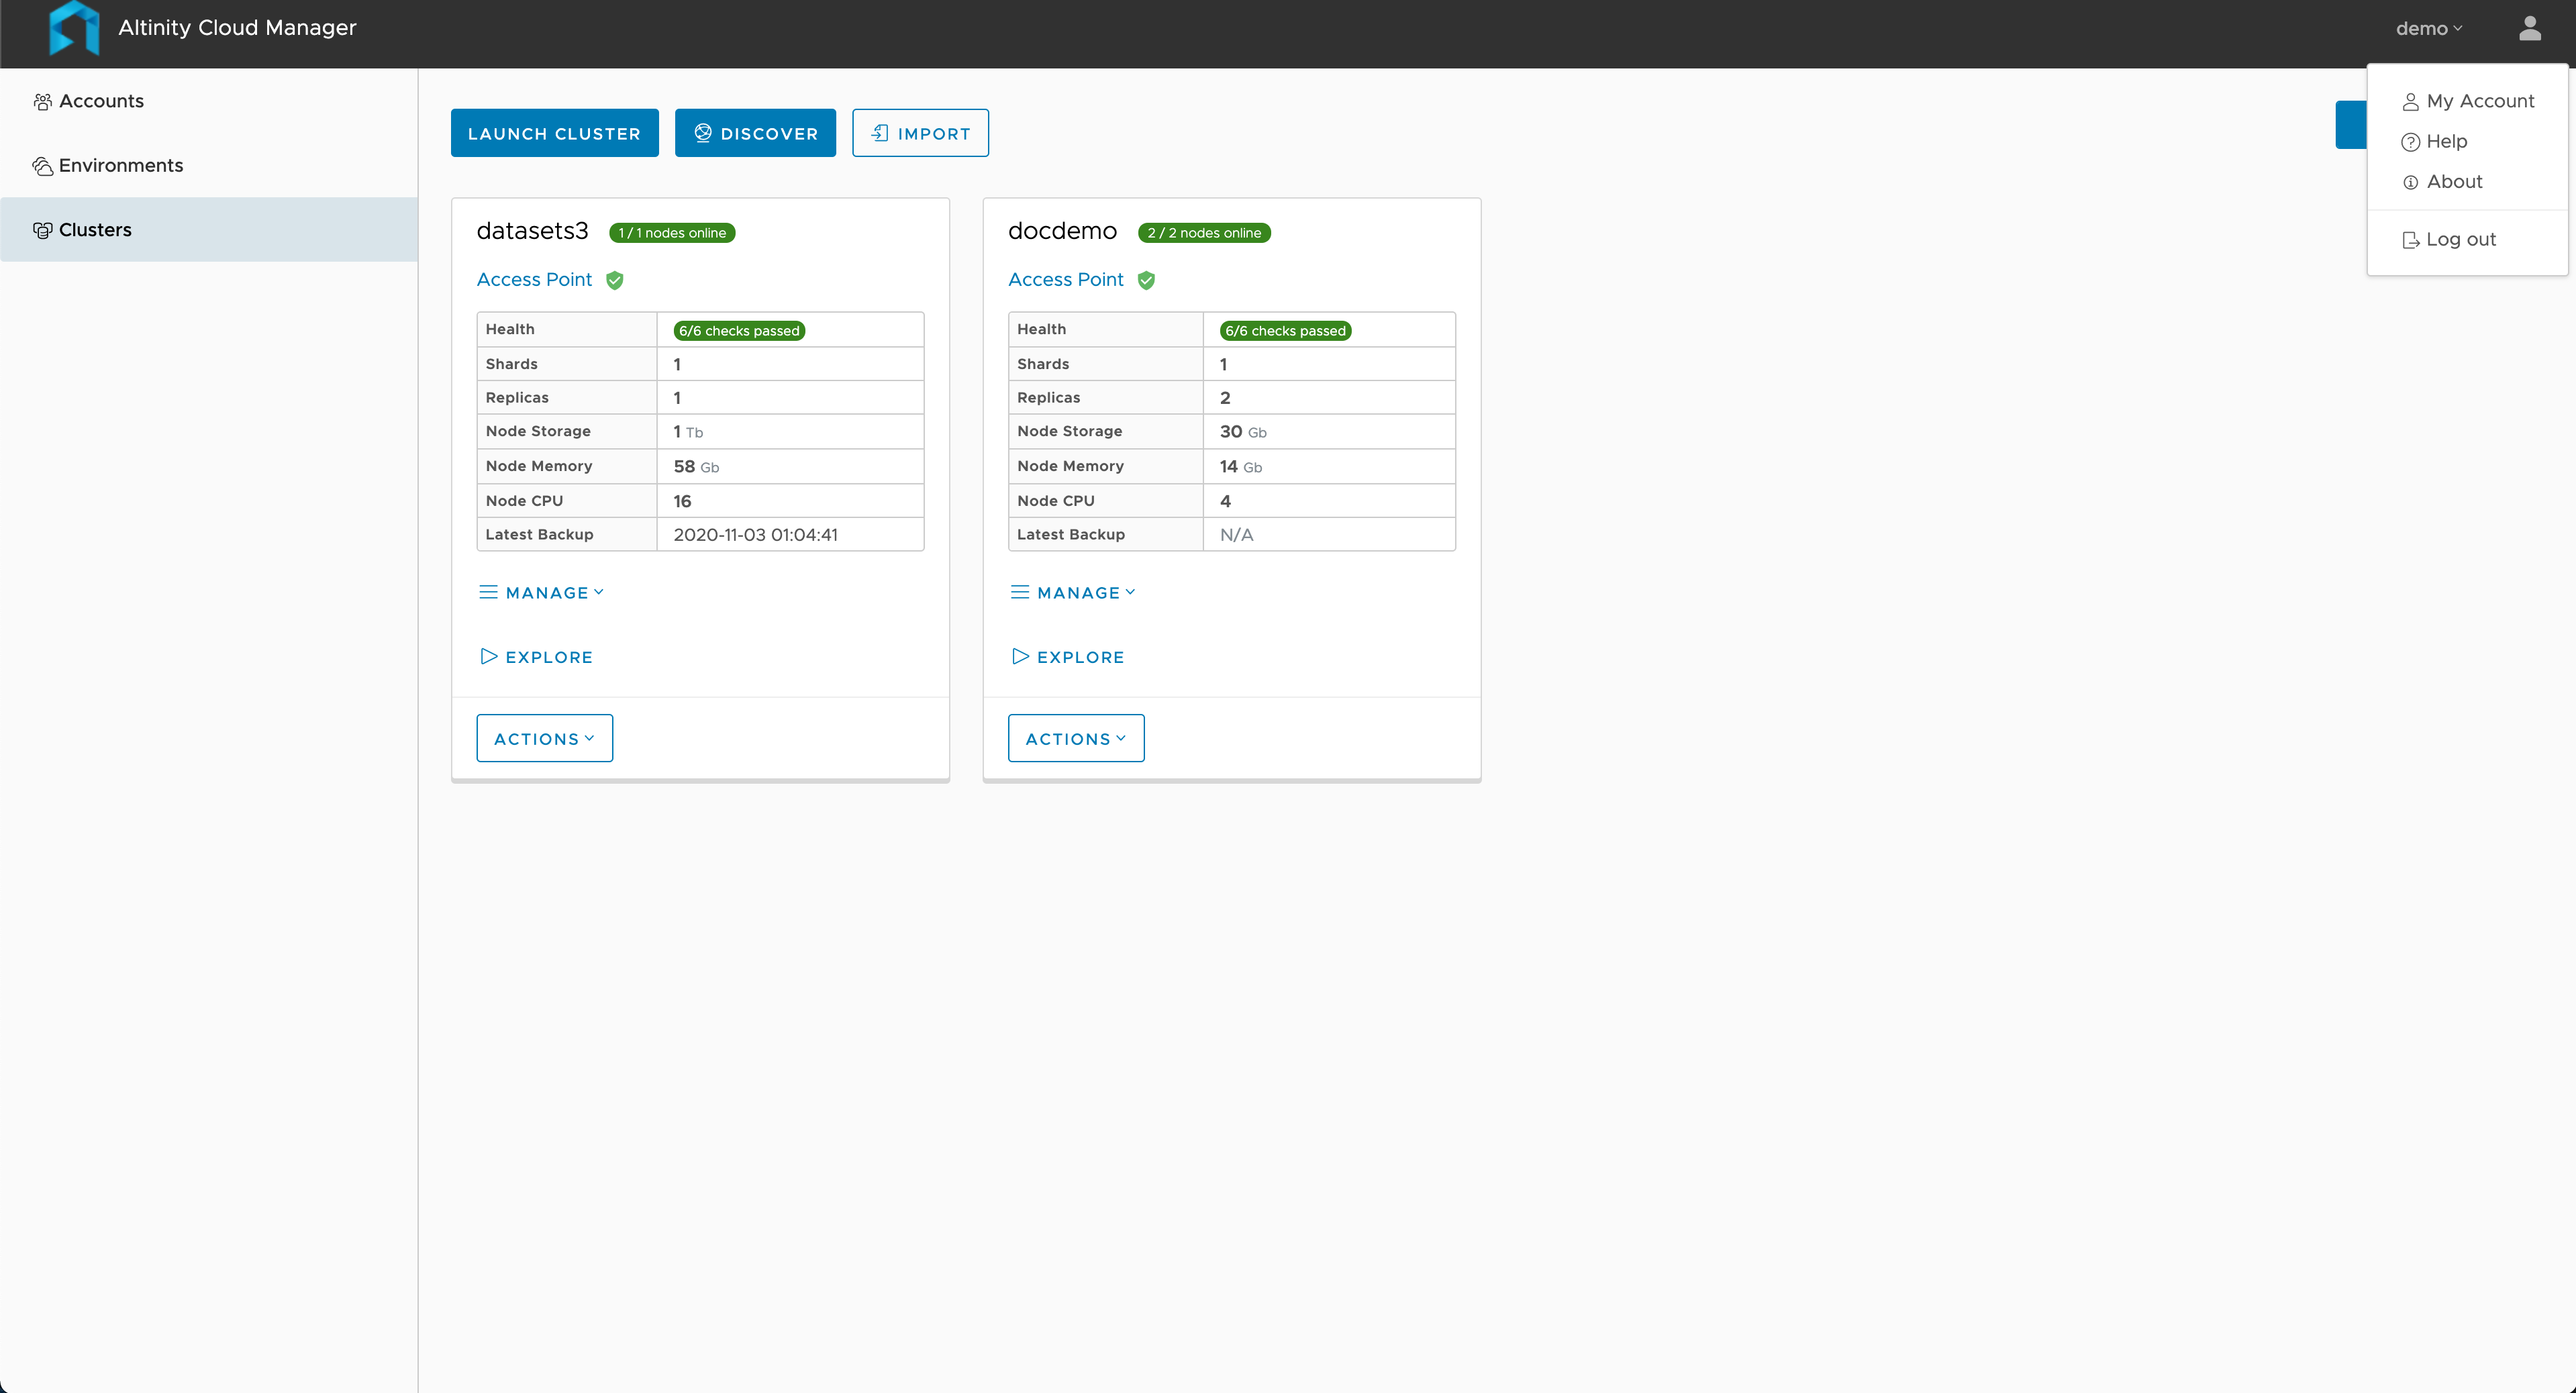 Altinity Cloud Manager
demo
My Account
Help
About
Log out
Accounts
Environments
Clusters
LAUNCH CLUSTER
DISCOVER
IMPORT
datasets3 1 / 1 nodes online
Access Point
Health 6/6 checks passed
Shards 1
Replicas 1
Node Storage 1 Tb
Node Memory 58 Gb
Node CPU 16
Latest Backup 2020-11-03 01:04:41
MANAGE
EXPLORE
ACTIONS
docdemo 2 / 2 nodes online
Access Point
Health 6/6 checks passed
Shards 1
Replicas 2
Node Storage 30 Gb
Node Memory 14 Gb
Node CPU 4
Latest Backup N/A
MANAGE
EXPLORE
ACTIONS